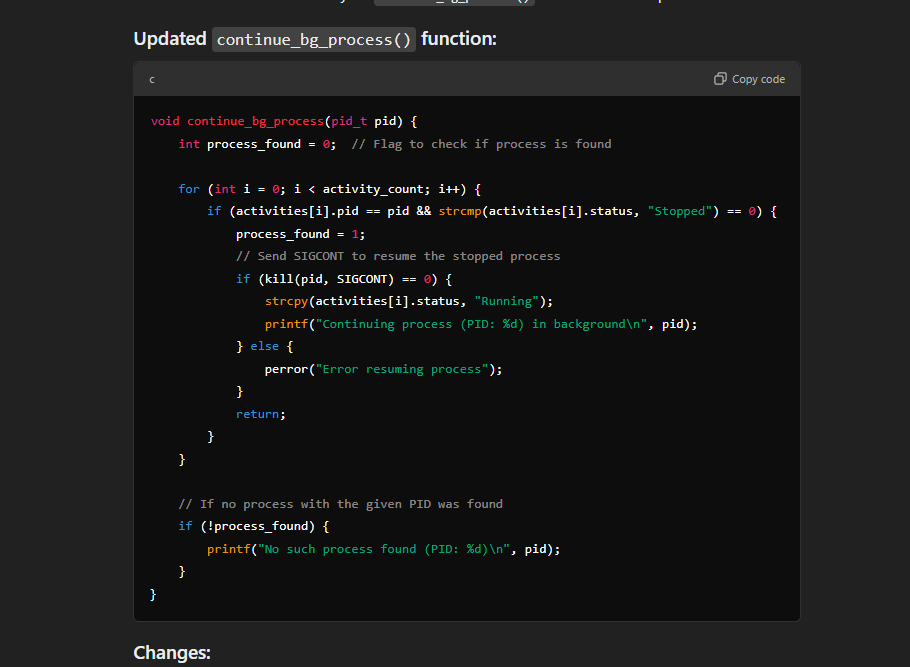 Updated continue_bg_process() function:
c
Copy code
void continue_bg_process(pid_t pid) {
    int process_found = 0;  // Flag to check if process is found

    for (int i = 0; i < activity_count; i++) {
        if (activities[i].pid == pid && strcmp(activities[i].status, "Stopped") == 0) {
            process_found = 1;
            // Send SIGCONT to resume the stopped process
            if (kill(pid, SIGCONT) == 0) {
                strcpy(activities[i].status, "Running");
                printf("Continuing process (PID: %d) in background\n", pid);
            } else {
                perror("Error resuming process");
            }
            return;
        }
    }

    // If no process with the given PID was found
    if (!process_found) {
        printf("No such process found (PID: %d)\n", pid);
    }
}
Changes: